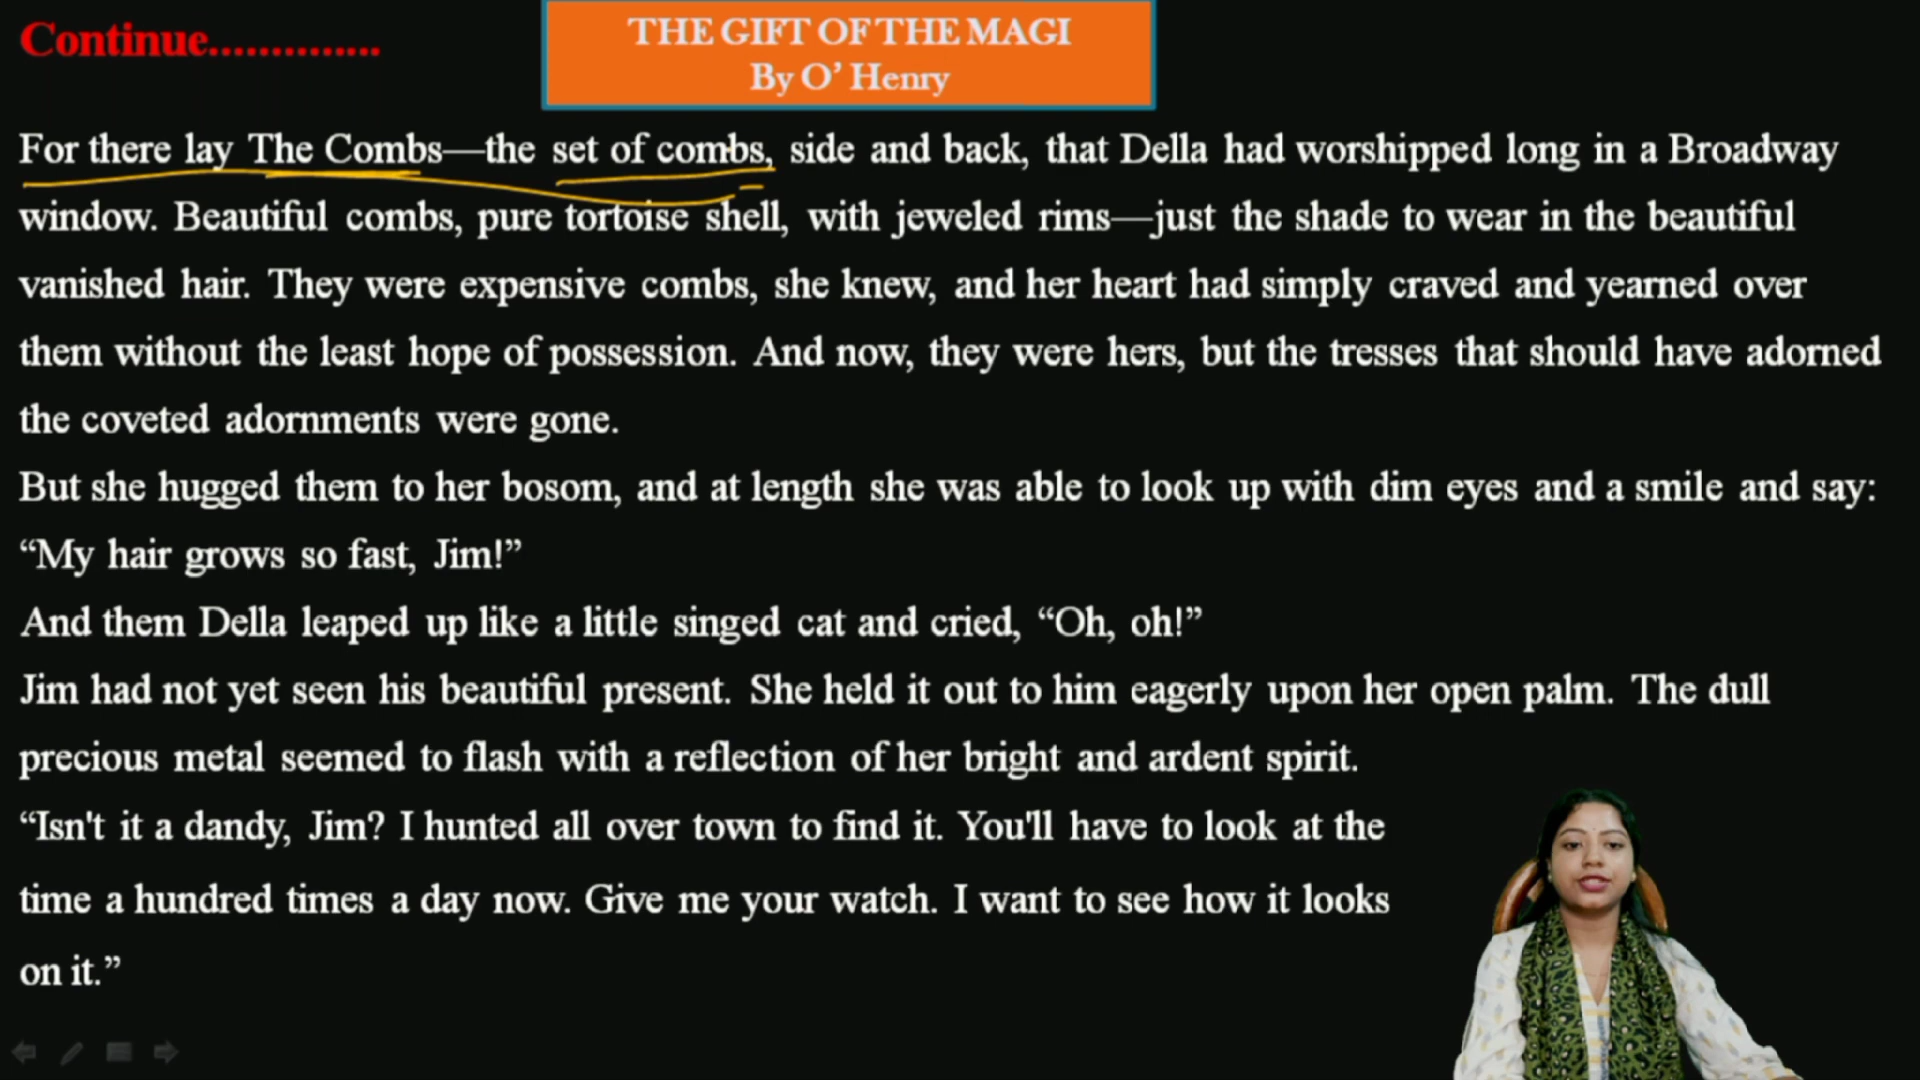 Continue..............
THE GIFT OF THE MAGI
By O’ Henry
For there lay The Combs—the set of combs, side and back, that Della had worshipped long in a Broadway
window. Beautiful combs, pure tortoise shell, with jeweled rims—just the shade to wear in the beautiful
vanished hair. They were expensive combs, she knew, and her heart had simply craved and yearned over
them without the least hope of possession. And now, they were hers, but the tresses that should have adorned
the coveted adornments were gone.
But she hugged them to her bosom, and at length she was able to look up with dim eyes and a smile and say:
“My hair grows so fast, Jim!”
And them Della leaped up like a little singed cat and cried, “Oh, oh!”
Jim had not yet seen his beautiful present. She held it out to him eagerly upon her open palm. The dull
precious metal seemed to flash with a reflection of her bright and ardent spirit.
“Isn't it a dandy, Jim? I hunted all over town to find it. You'll have to look at the
time a hundred times a day now. Give me your watch. I want to see how it looks
on it.”